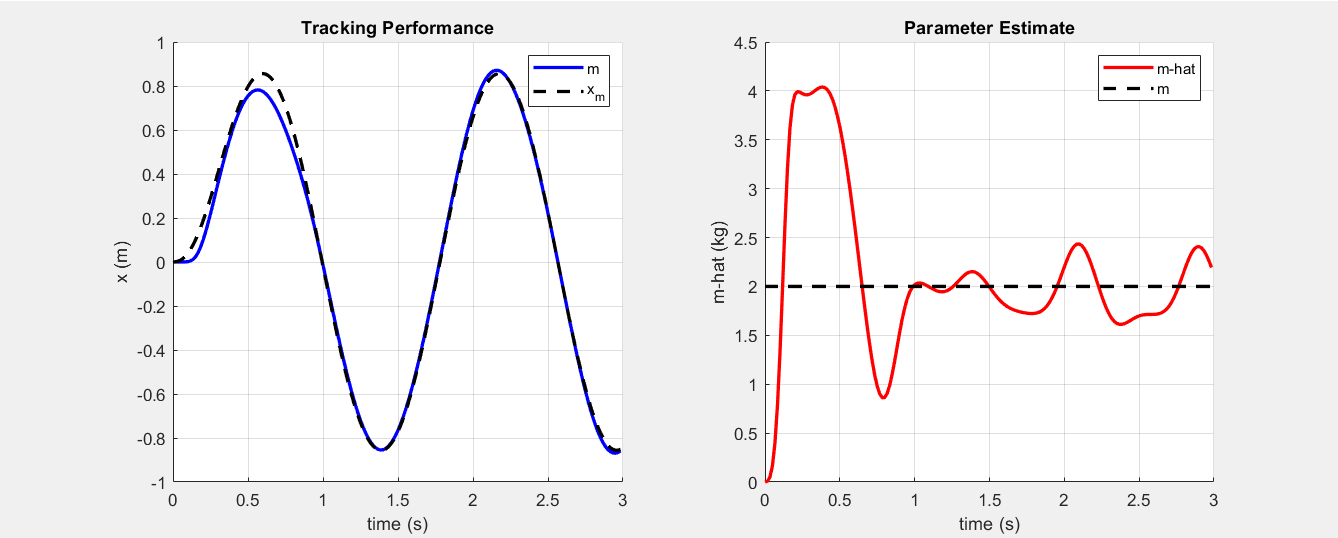 Tracking Performance
1
0.8
0.6
0.4
0.2
0
-0.2
-0.4
-0.6
-0.8
-1
x (m)
m
x_m
0 0.5 1 1.5 2 2.5 3
time (s)
Parameter Estimate
4.5
4
3.5
3
2.5
2
1.5
1
0.5
0
m-hat (kg)
m-hat
m
0 0.5 1 1.5 2 2.5 3
time (s)